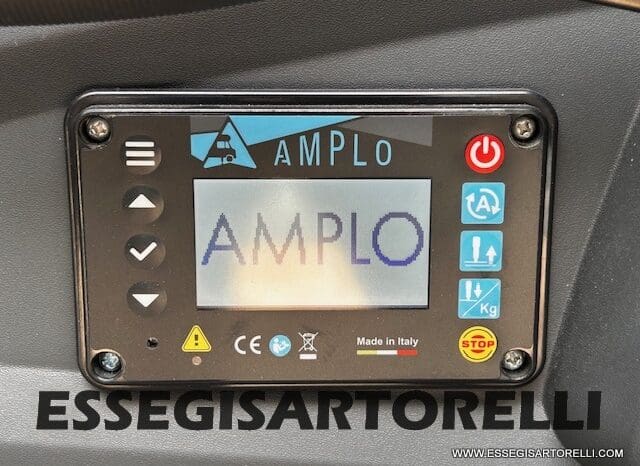 AMPLO
AMPLO
A
Kg
STOP
CE
Made in Italy
ESSEGISARTORELLI
WWW.ESSEGISARTORELLI.COM